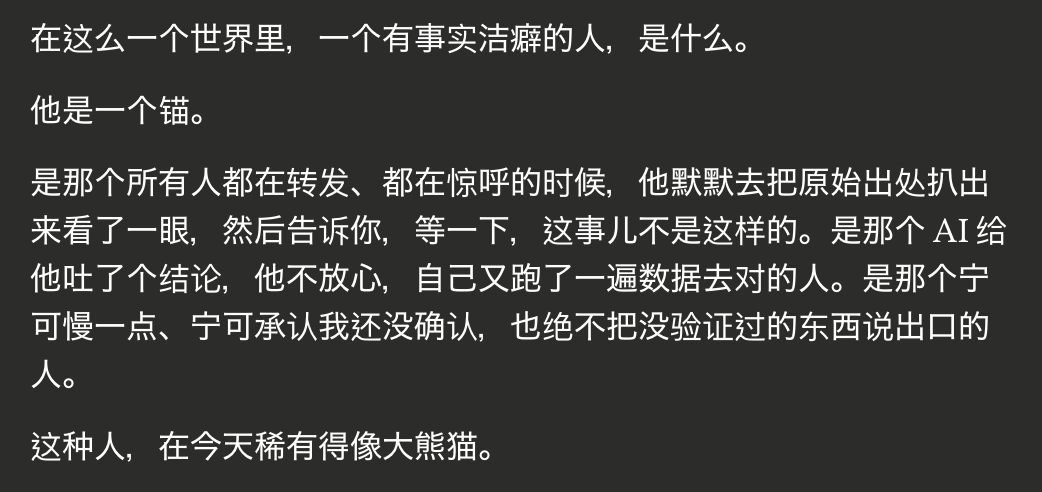 在这么一个世界里，一个有事实洁癖的人，是什么。
他是一个锚。
是那个所有人都在转发、都在惊呼的时候，他默默去把原始出处扒出
来看了一眼，然后告诉你，等一下，这事儿不是这样的。是那个 AI 给
他吐了个结论，他不放心，自己又跑了一遍数据去对的人。是那个宁
可慢一点、宁可承认我还没确认，也绝不把没验证过的东西说出口的
人。
这种人，在今天稀有得像大熊猫。